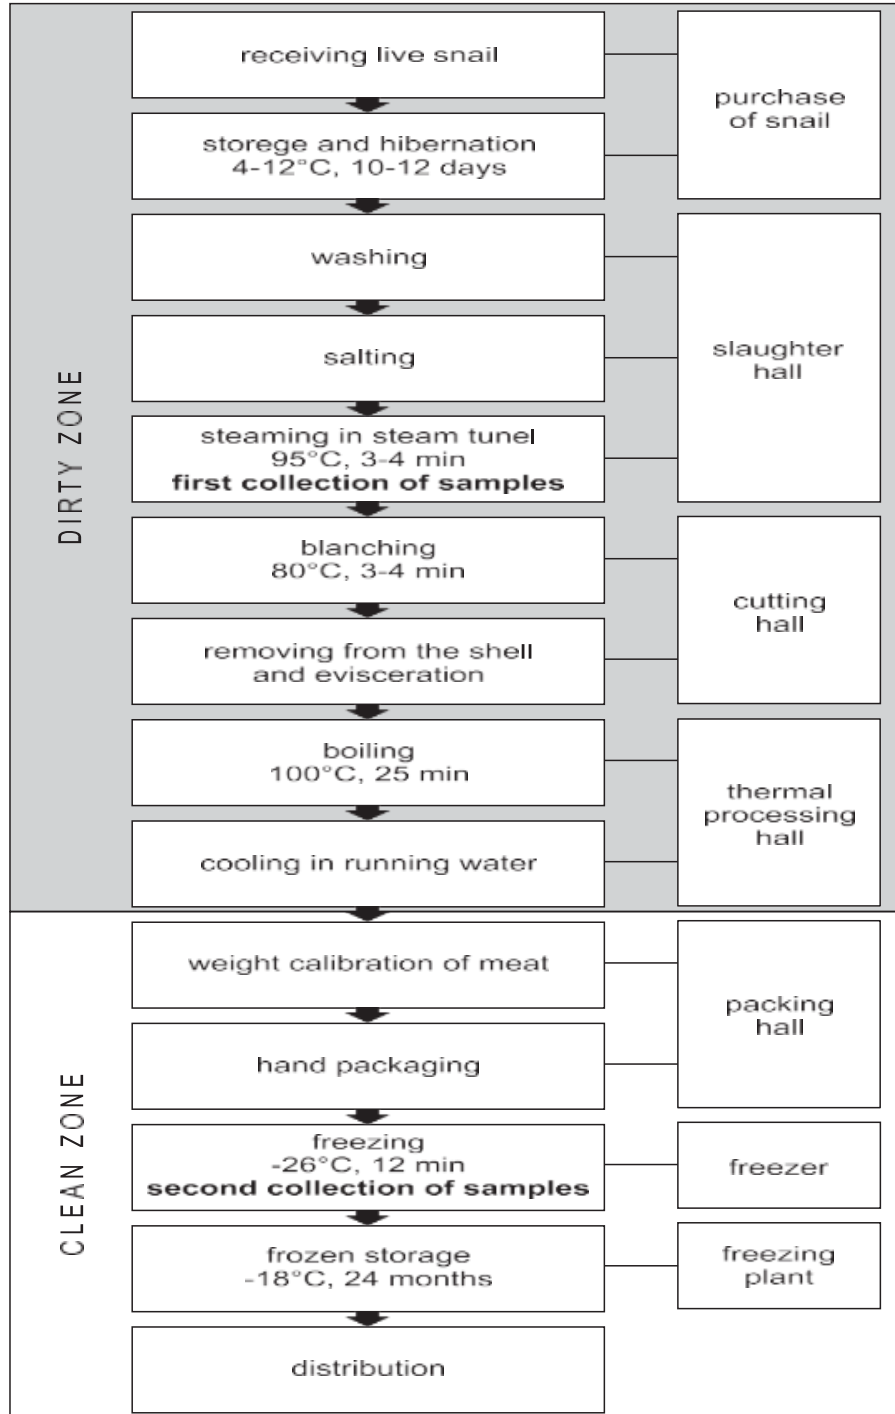 DIRTY ZONE
receiving live snail
purchase
of snail
storege and hibernation
4-12°C, 10-12 days
washing
slaughter
hall
salting
steaming in steam tunel
95°C, 3-4 min
first collection of samples
blanching
80°C, 3-4 min
cutting
hall
removing from the shell
and evisceration
boiling
100°C, 25 min
thermal
processing
hall
cooling in running water
CLEAN ZONE
weight calibration of meat
packing
hall
hand packaging
freezing
-26°C, 12 min
second collection of samples
freezer
frozen storage
-18°C, 24 months
freezing
plant
distribution